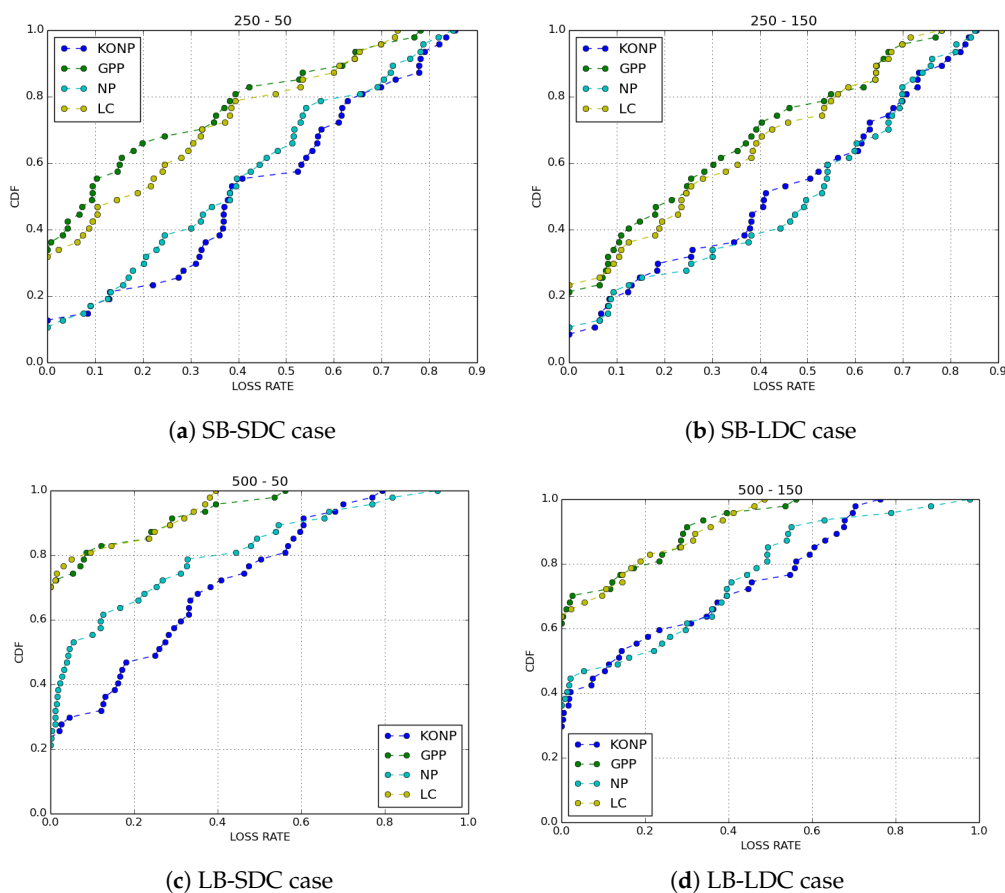 250 - 50
1.0
0.8
0.6
0.4
0.2
0.0
CDF
KONP
GPP
NP
LC
0.0 0.1 0.2 0.3 0.4 0.5 0.6 0.7 0.8 0.9
LOSS RATE
(a) SB-SDC case
250 - 150
1.0
0.8
0.6
0.4
0.2
0.0
CDF
KONP
GPP
NP
LC
0.0 0.1 0.2 0.3 0.4 0.5 0.6 0.7 0.8 0.9
LOSS RATE
(b) SB-LDC case
500 - 50
1.0
0.8
0.6
0.4
0.2
0.0
CDF
KONP
GPP
NP
LC
0.0 0.2 0.4 0.6 0.8 1.0
LOSS RATE
(c) LB-SDC case
500 - 150
1.0
0.8
0.6
0.4
0.2
0.0
CDF
KONP
GPP
NP
LC
0.0 0.2 0.4 0.6 0.8 1.0
LOSS RATE
(d) LB-LDC case